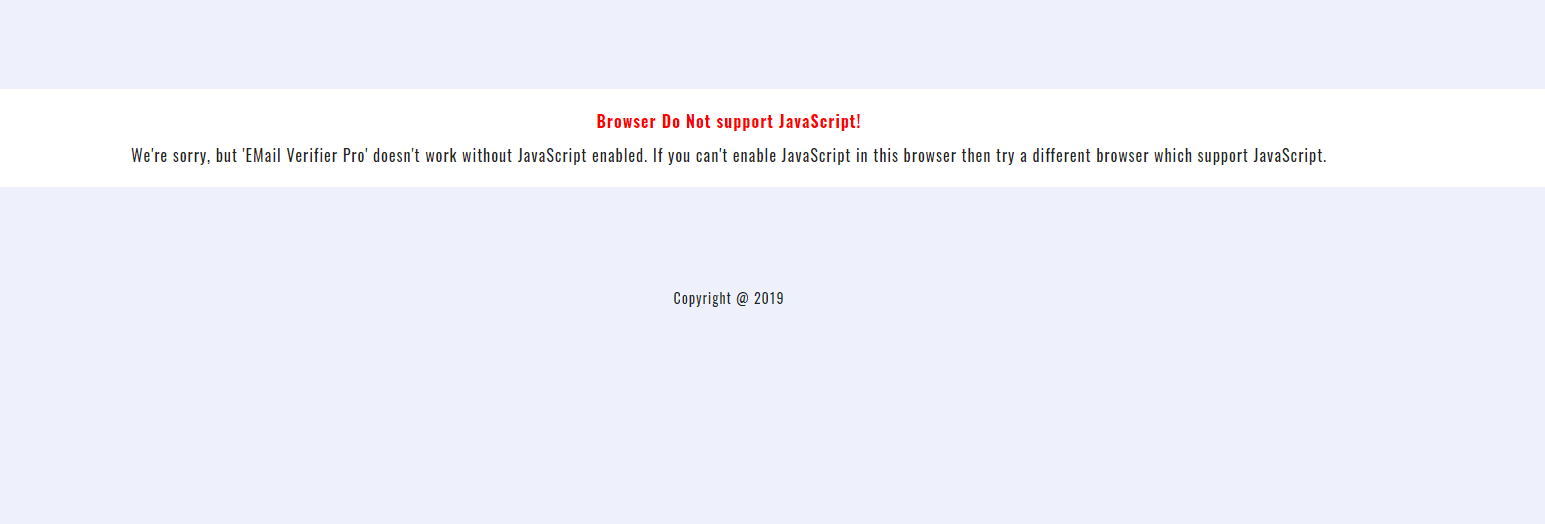 Browser Do Not support JavaScript!
We're sorry, but 'EMail Verifier Pro' doesn't work without JavaScript enabled. If you can't enable JavaScript in this browser then try a different browser which support JavaScript.
Copyright @ 2019